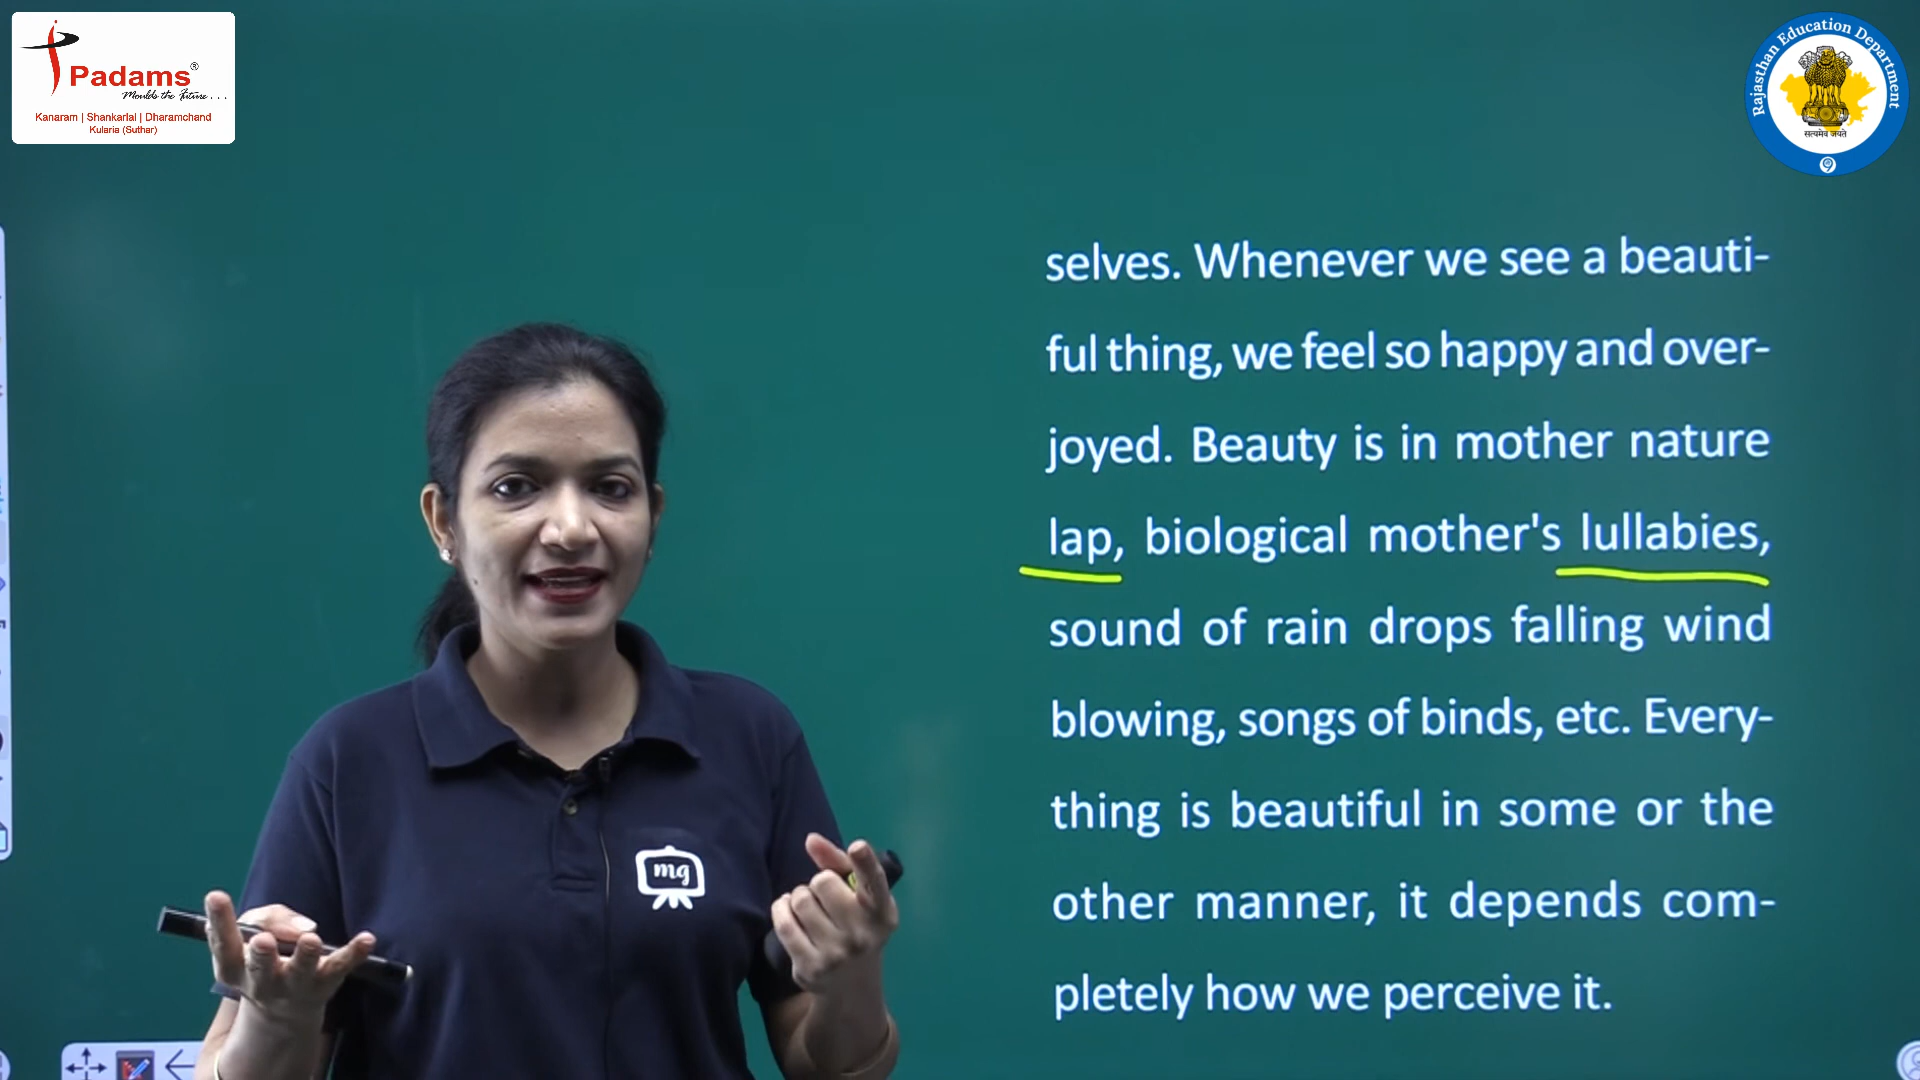 Padams®
Moulds the Future...
Kanaram | Shankarlal | Dharamchand
Kularia (Suthar)
Rajasthan Education Department
सत्यमेव जयते
selves. Whenever we see a beauti-
ful thing, we feel so happy and over-
joyed. Beauty is in mother nature
lap, biological mother's lullabies,
sound of rain drops falling wind
blowing, songs of binds, etc. Every-
thing is beautiful in some or the
other manner, it depends com-
pletely how we perceive it.
mg